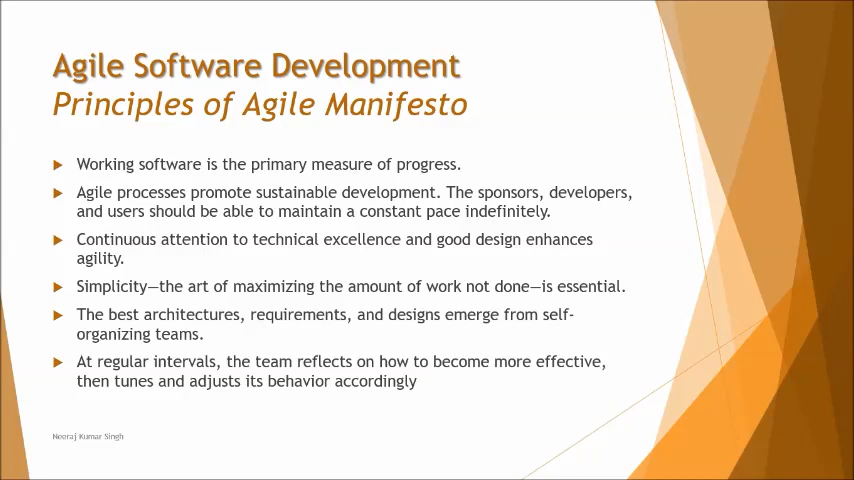 Agile Software Development
Principles of Agile Manifesto
Working software is the primary measure of progress.
Agile processes promote sustainable development. The sponsors, developers,
and users should be able to maintain a constant pace indefinitely.
Continuous attention to technical excellence and good design enhances
agility.
Simplicity—the art of maximizing the amount of work not done—is essential.
The best architectures, requirements, and designs emerge from self-
organizing teams.
At regular intervals, the team reflects on how to become more effective,
then tunes and adjusts its behavior accordingly
Neeraj Kumar Singh